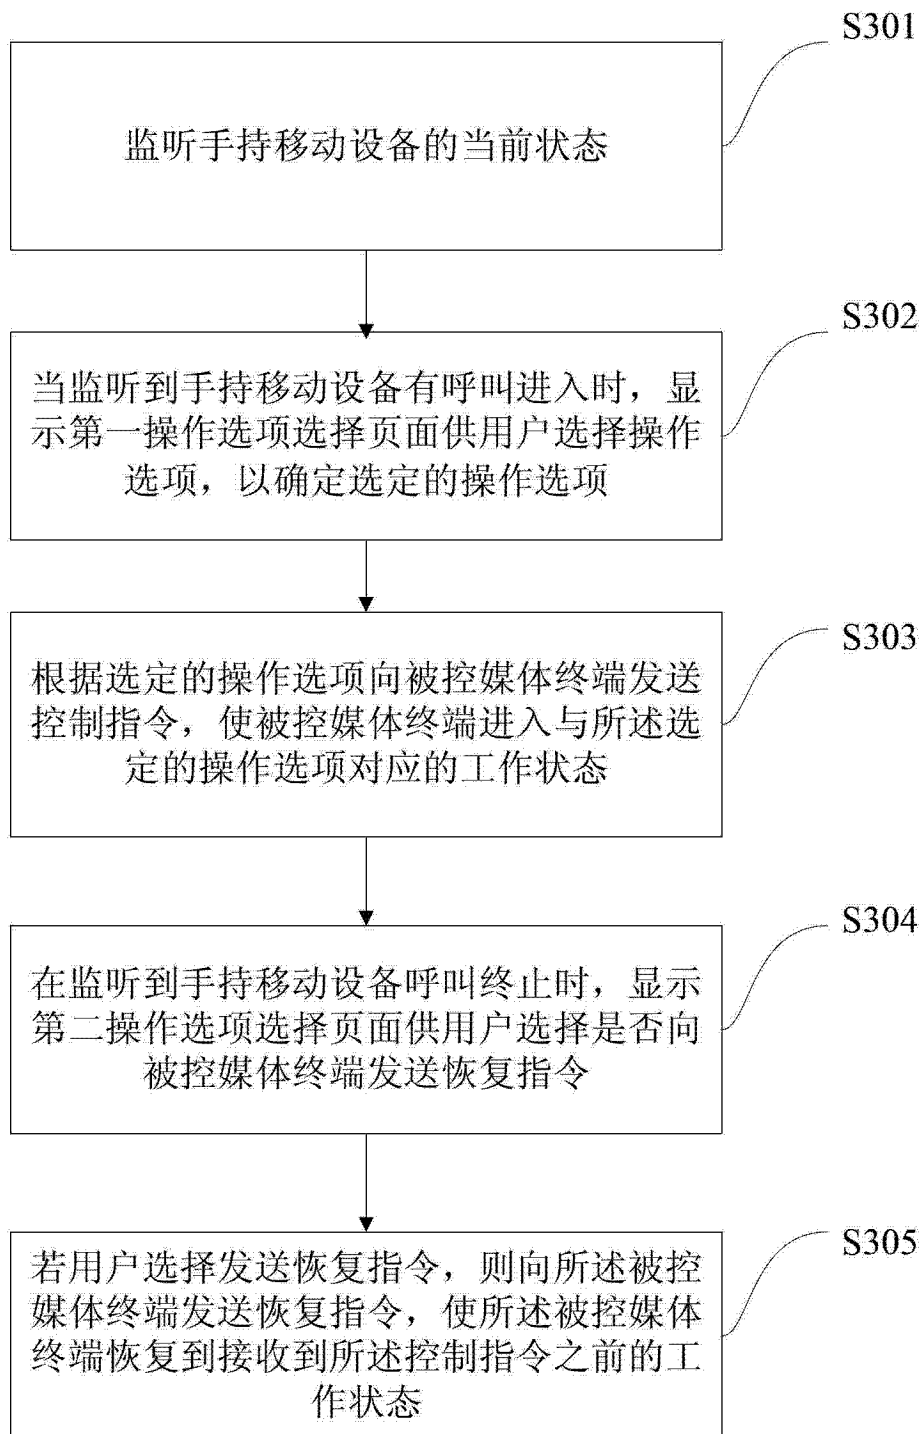 S301
监听手持移动设备的当前状态
S302
当监听到手持移动设备有呼叫进入时，显
示第一操作选项选择页面供用户选择操作
选项，以确定选定的操作选项
S303
根据选定的操作选项向被控媒体终端发送
控制指令，使被控媒体终端进入与所述选
定的操作选项对应的工作状态
S304
在监听到手持移动设备呼叫终止时，显示
第二操作选项选择页面供用户选择是否向
被控媒体终端发送恢复指令
S305
若用户选择发送恢复指令，则向所述被控
媒体终端发送恢复指令，使所述被控媒体
终端恢复到接收到所述控制指令之前的工
作状态